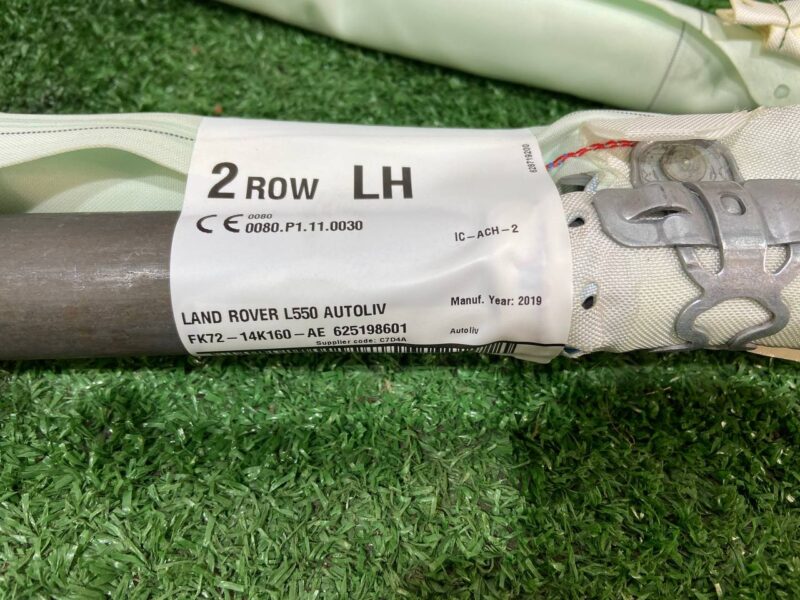 2 ROW LH
CE 0080
0080.P1.11.0030
IC-ACH-2
LAND ROVER L550 AUTOLIV
Manuf. Year: 2019
FK72-14K160-AE 625198601
Autoliv
Supplier code: C7D4A